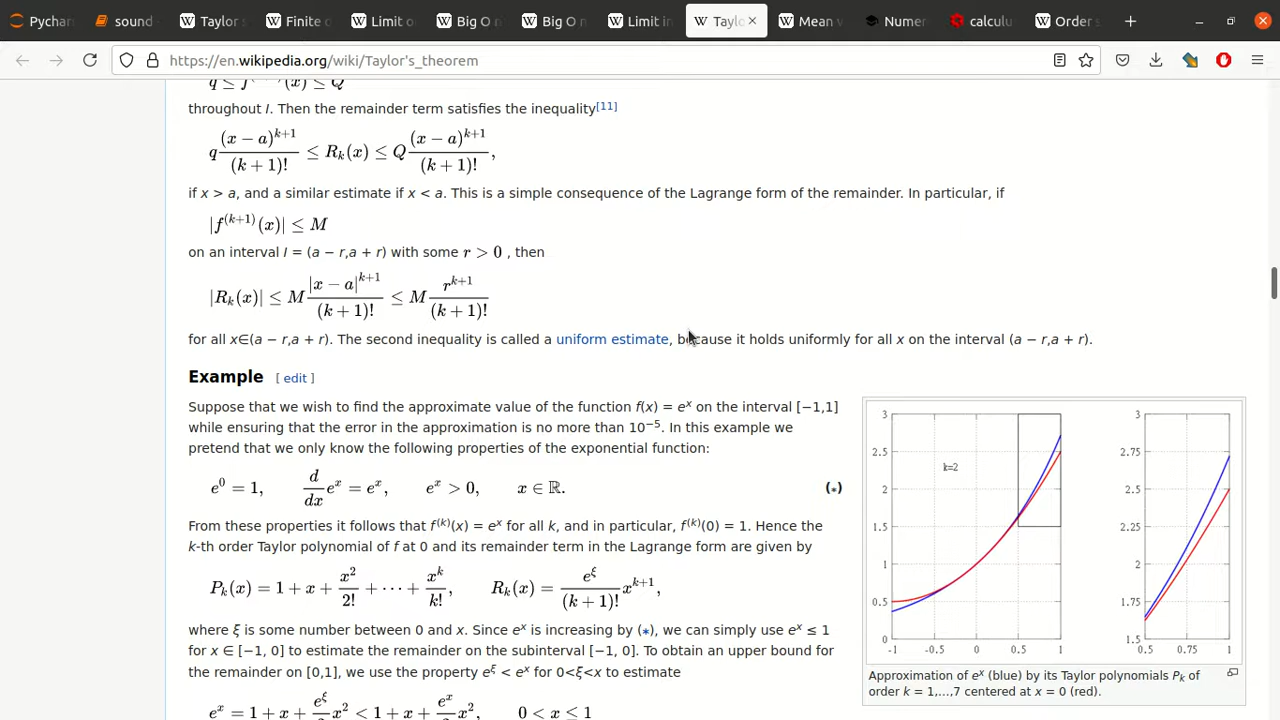 Pychar sound Taylor s Finite c Limit o Big O n Big O n Limit in Taylo Mean v Numer calculu Order s
https://en.wikipedia.org/wiki/Taylor's_theorem
throughout I. Then the remainder term satisfies the inequality[11]
q (x − a)^{k+1}/(k + 1)! ≤ R_k(x) ≤ Q (x − a)^{k+1}/(k + 1)!,
if x > a, and a similar estimate if x < a. This is a simple consequence of the Lagrange form of the remainder. In particular, if
|f^{(k+1)}(x)| ≤ M
on an interval I = (a − r,a + r) with some r > 0 , then
|R_k(x)| ≤ M |x − a|^{k+1}/(k + 1)! ≤ M r^{k+1}/(k + 1)!
for all x∈(a − r,a + r). The second inequality is called a uniform estimate, because it holds uniformly for all x on the interval (a − r,a + r).
Example [ edit ]
Suppose that we wish to find the approximate value of the function f(x) = e^x on the interval [−1,1]
while ensuring that the error in the approximation is no more than 10^{−5}. In this example we
pretend that we only know the following properties of the exponential function:
e^0 = 1, d/dx e^x = e^x, e^x > 0, x ∈ ℝ. (⋆)
From these properties it follows that f^{(k)}(x) = e^x for all k, and in particular, f^{(k)}(0) = 1. Hence the
k-th order Taylor polynomial of f at 0 and its remainder term in the Lagrange form are given by
P_k(x) = 1 + x + x^2/2! + ⋯ + x^k/k!, R_k(x) = e^ξ/(k + 1)! x^{k+1},
where ξ is some number between 0 and x. Since e^x is increasing by (⋆), we can simply use e^x ≤ 1
for x ∈ [−1, 0] to estimate the remainder on the subinterval [−1, 0]. To obtain an upper bound for
the remainder on [0,1], we use the property e^ξ < e^x for 0<ξ<x to estimate
e^x = 1 + x + e^ξ/2 x^2 < 1 + x + e^x/2 x^2, 0 < x ≤ 1
3
2.5
2
1.5
1
0.5
0
k=2
-1 -0.5 0 0.5 1
3
2.75
2.5
2.25
2
1.75
1.5
0.5 0.75 1
Approximation of e^x (blue) by its Taylor polynomials P_k of
order k = 1,...,7 centered at x = 0 (red).